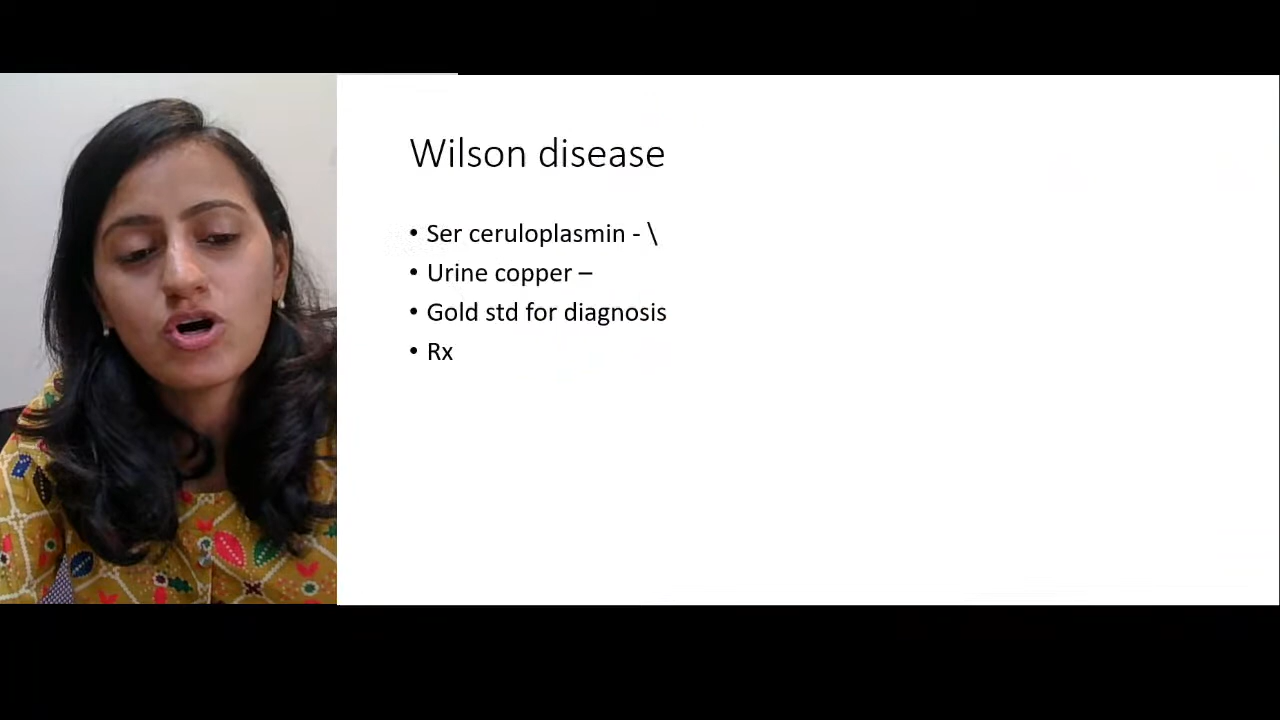 Wilson disease
• Ser ceruloplasmin - \
• Urine copper –
• Gold std for diagnosis
• Rx